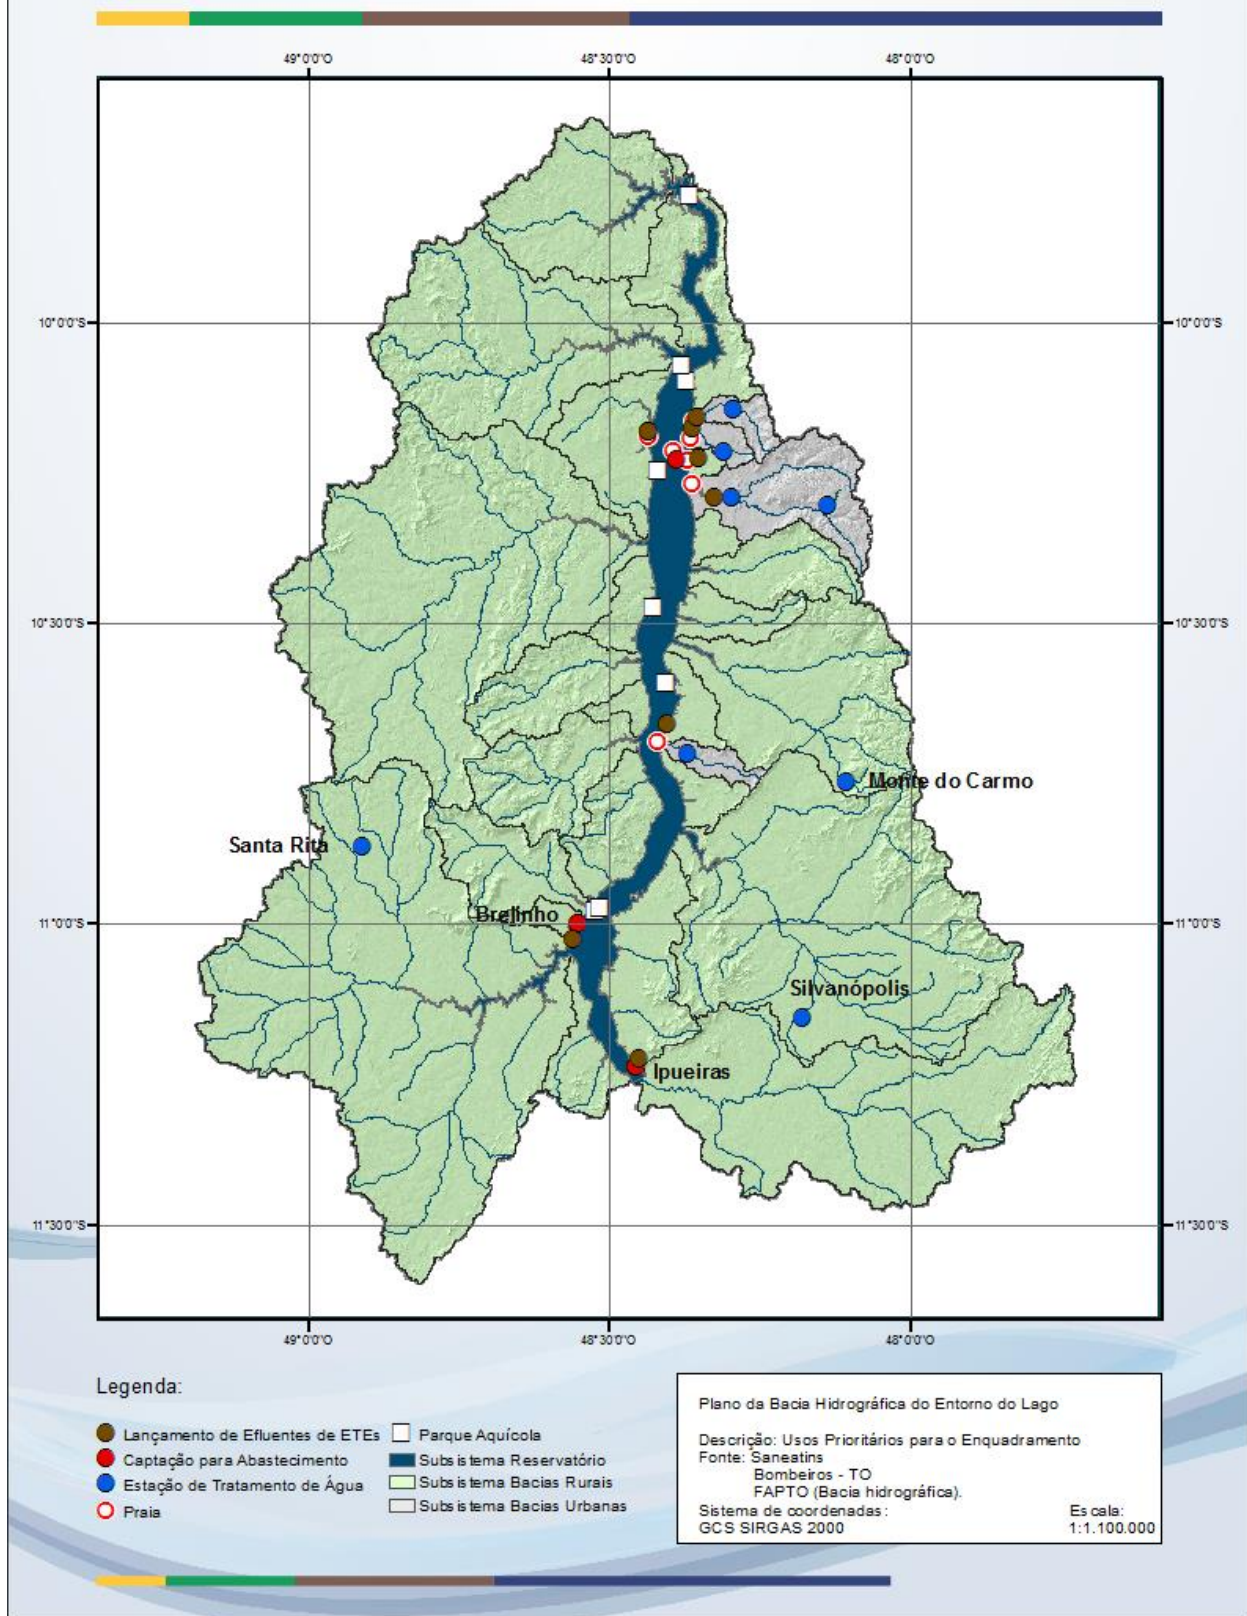 49°0'0"O 48°30'0"O 48°0'0"O
10°0'0"S 10°0'0"S
10°30'0"S 10°30'0"S
Monte do Carmo
Santa Rita
Brejinho
11°0'0"S 11°0'0"S
Silvanópolis
Ipueiras
11°30'0"S 11°30'0"S
49°0'0"O 48°30'0"O 48°0'0"O
Legenda:
Lançamento de Efluentes de ETEs
Captação para Abastecimento
Estação de Tratamento de Água
Praia
Parque Aquícola
Subsistema Reservatório
Subsistema Bacias Rurais
Subsistema Bacias Urbanas
Plano da Bacia Hidrográfica do Entorno do Lago
Descrição: Usos Prioritários para o Enquadramento
Fonte: Saneatins
Bombeiros - TO
FAPTO (Bacia hidrográfica).
Sistema de coordenadas:
GCS SIRGAS 2000
Escala:
1:1.100.000